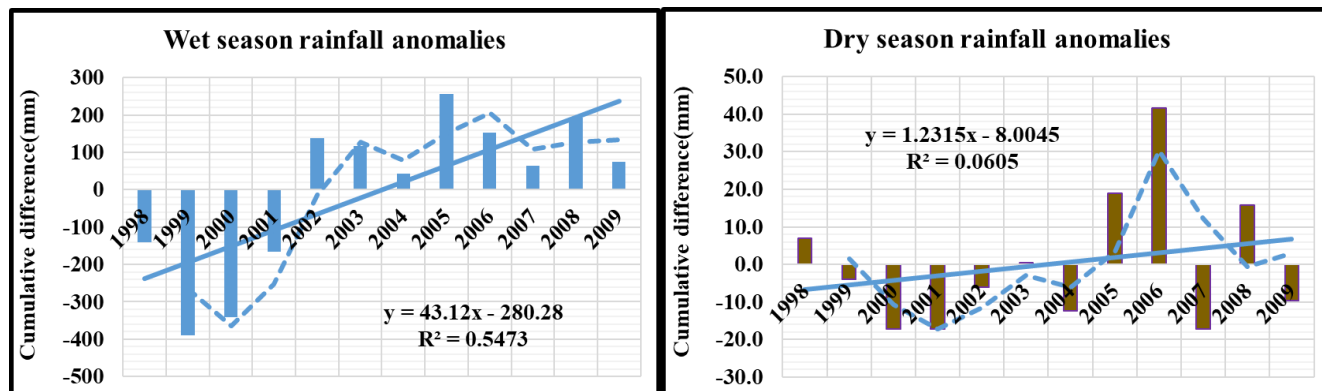 Wet season rainfall anomalies
Cumulative difference(mm)
300
200
100
0
-100
-200
-300
-400
-500
1998 1999 2000 2001 2002 2003 2004 2005 2006 2007 2008 2009
y = 43.12x - 280.28
R² = 0.5473
Dry season rainfall anomalies
Cumulative difference(mm)
50.0
40.0
30.0
20.0
10.0
0.0
-10.0
-20.0
-30.0
y = 1.2315x - 8.0045
R² = 0.0605
1998 1999 2000 2001 2002 2003 2004 2005 2006 2007 2008 2009